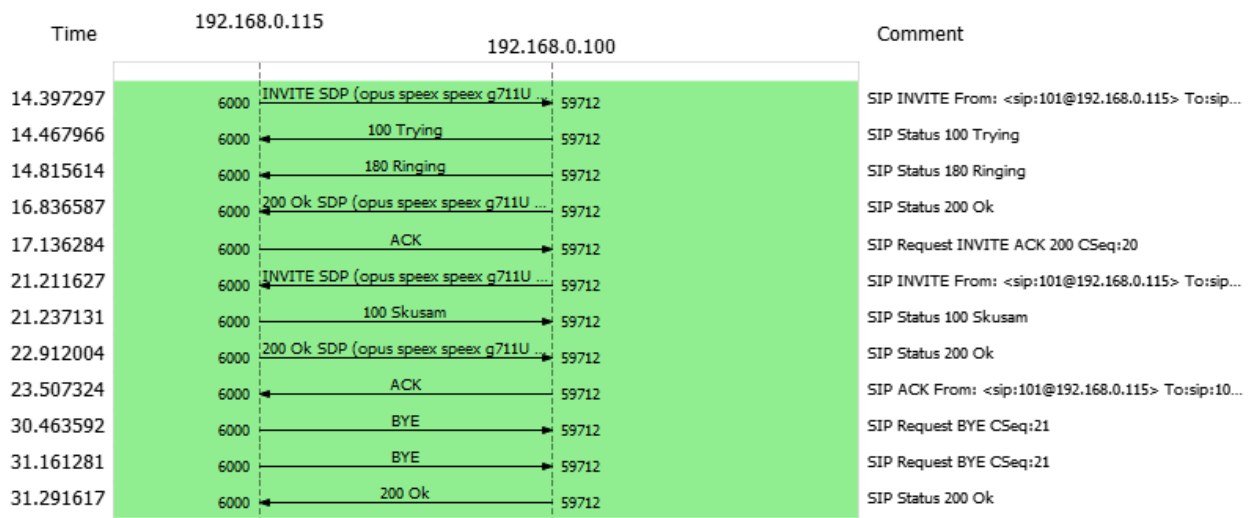 Time 192.168.0.115 192.168.0.100 Comment
14.397297 6000 INVITE SDP (opus speex speex g711U ... 59712 SIP INVITE From: <sip:101@192.168.0.115> To:sip...
14.467966 6000 100 Trying 59712 SIP Status 100 Trying
14.815614 6000 180 Ringing 59712 SIP Status 180 Ringing
16.836587 6000 200 Ok SDP (opus speex speex g711U ... 59712 SIP Status 200 Ok
17.136284 6000 ACK 59712 SIP Request INVITE ACK 200 CSeq:20
21.211627 6000 INVITE SDP (opus speex speex g711U ... 59712 SIP INVITE From: <sip:101@192.168.0.115> To:sip...
21.237131 6000 100 Skusam 59712 SIP Status 100 Skusam
22.912004 6000 200 Ok SDP (opus speex speex g711U ... 59712 SIP Status 200 Ok
23.507324 6000 ACK 59712 SIP ACK From: <sip:101@192.168.0.115> To:sip:10...
30.463592 6000 BYE 59712 SIP Request BYE CSeq:21
31.161281 6000 BYE 59712 SIP Request BYE CSeq:21
31.291617 6000 200 Ok 59712 SIP Status 200 Ok